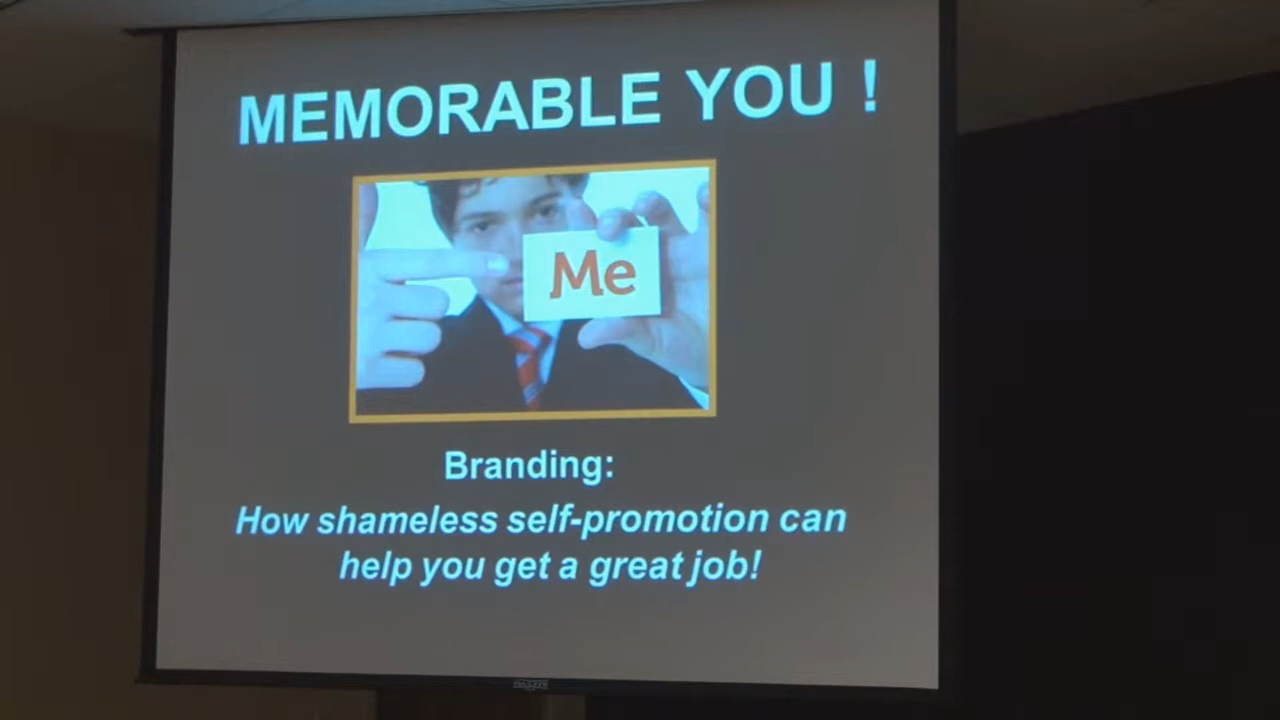 MEMORABLE YOU !
Me
Branding:
How shameless self-promotion can
help you get a great job!